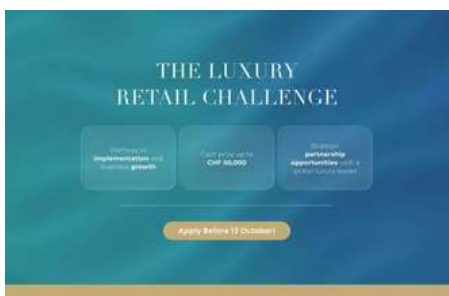 THE LUXURY
RETAIL CHALLENGE
Pathway to
implementation and
business growth
Cash prize up to
CHF 50,000
Strategic
partnership
opportunities with a
global luxury leader
Apply Before 13 October!